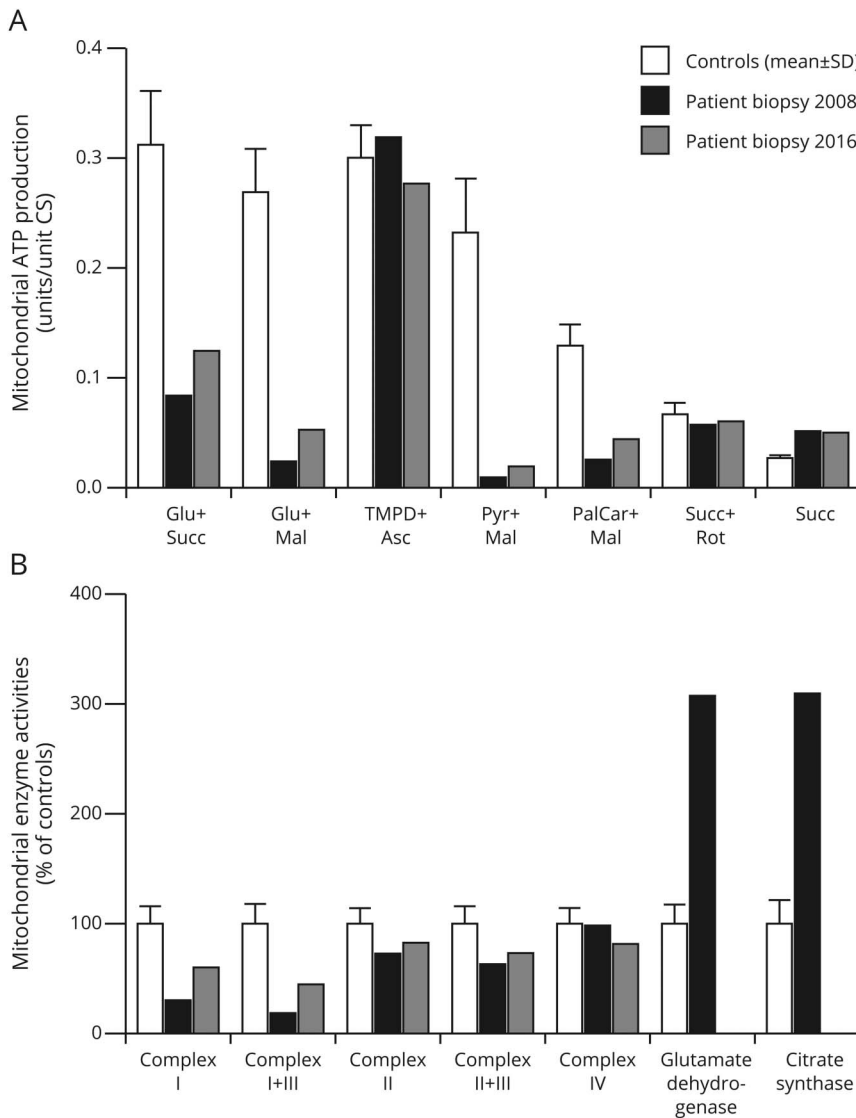 A
Mitochondrial ATP production
(units/unit CS)
0.4
0.3
0.2
0.1
0.0
Controls (mean±SD)
Patient biopsy 2008
Patient biopsy 2016
Glu+
Succ
Glu+
Mal
TMPD+
Asc
Pyr+
Mal
PalCar+
Mal
Succ+
Rot
Succ
B
Mitochondrial enzyme activities
(% of controls)
400
300
200
100
0
Complex
I
Complex
I+III
Complex
II
Complex
II+III
Complex
IV
Glutamate
dehydro-
genase
Citrate
synthase